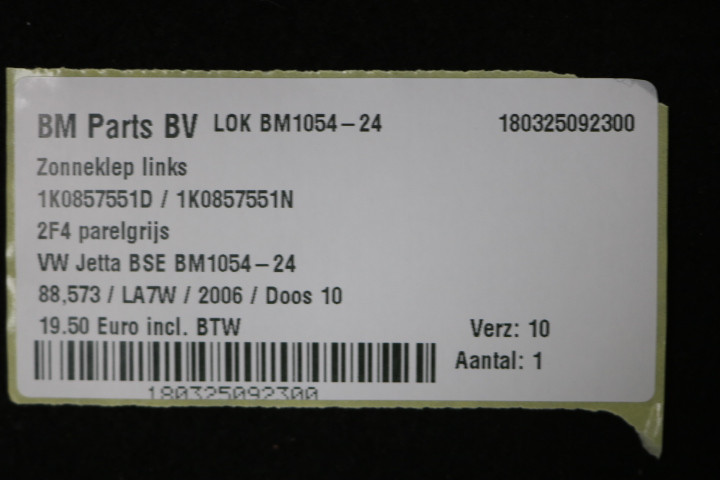 BM Parts BV LOK BM1054-24 180325092300
Zonneklep links
1K0857551D / 1K0857551N
2F4 parelgrijs
VW Jetta BSE BM1054-24
88,573 / LA7W / 2006 / Doos 10
19.50 Euro incl. BTW Verz: 10
Aantal: 1
180325092300